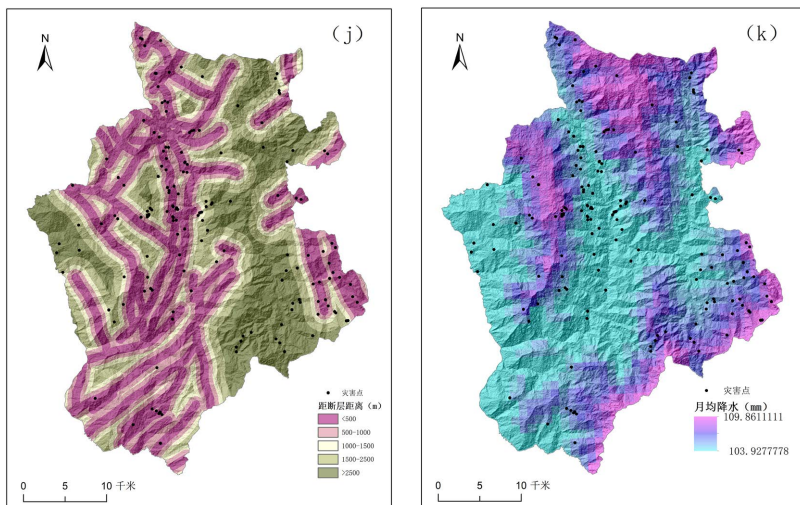 (j)
N
灾害点
距断层距离(m)
<500
500-1000
1000-1500
1500-2500
>2500
0 5 10 千米
(k)
N
灾害点
月均降水(mm)
109.8611111
103.9277778
0 5 10 千米